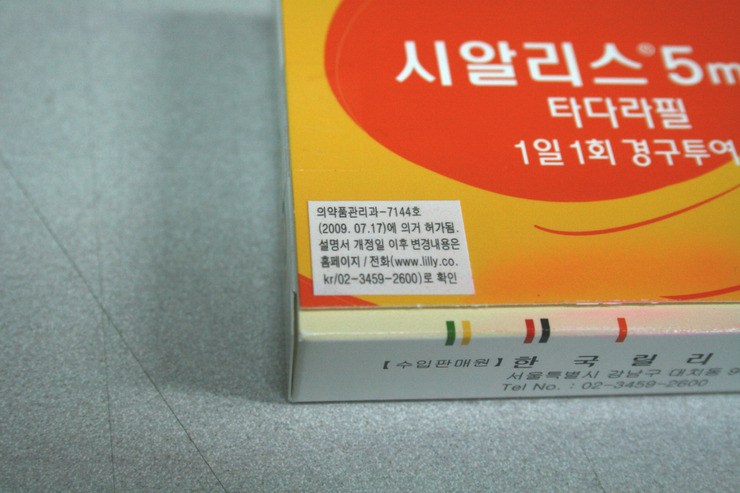 시알리스® 5m
타다라필
1일 1회 경구투여
의약품관리과-7144호
(2009. 07.17)에 의거 허가됨.
설명서 개정일 이후 변경내용은
홈페이지 / 전화(www.lilly.co.
kr/02-3459-2600)로 확인
【수입판매원】 한 국 릴 리
서울특별시 강남구 대치동 9
Tel No. : 02-3459-2600